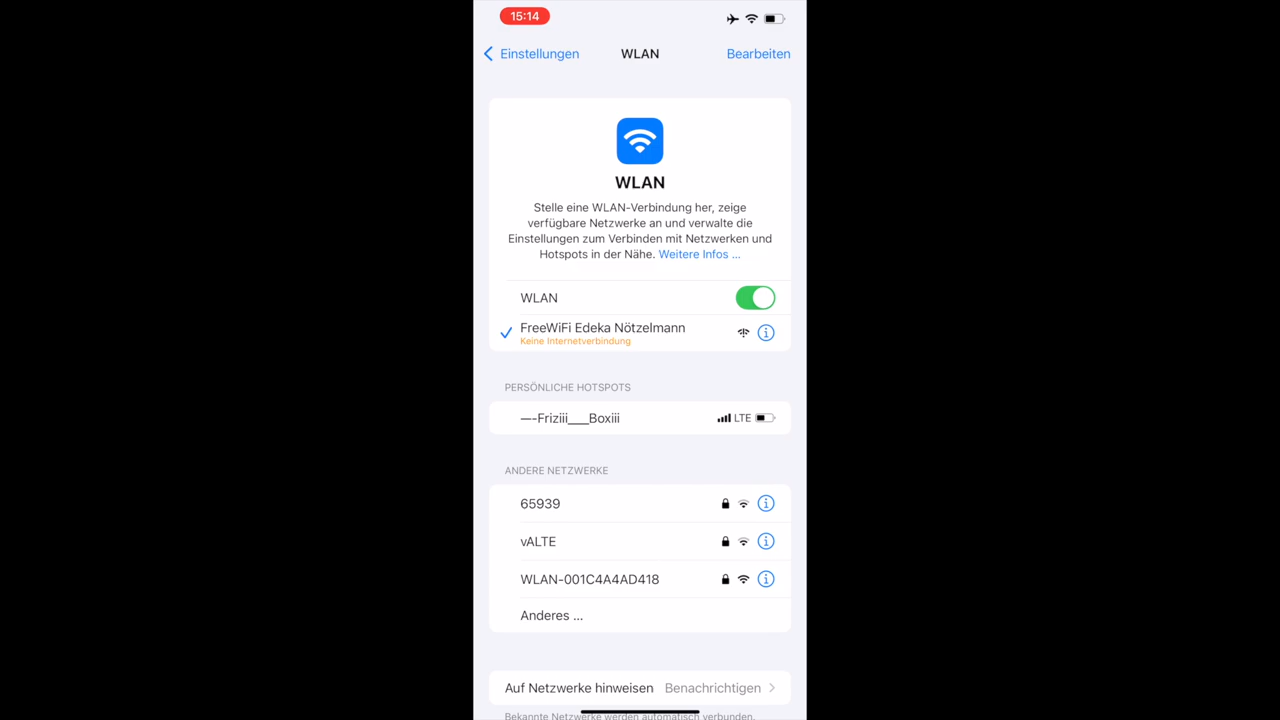 15:14
Einstellungen WLAN Bearbeiten
WLAN
Stelle eine WLAN-Verbindung her, zeige
verfügbare Netzwerke an und verwalte die
Einstellungen zum Verbinden mit Netzwerken und
Hotspots in der Nähe. Weitere Infos ...
WLAN
FreeWiFi Edeka Nötzelmann
Keine Internetverbindung
PERSÖNLICHE HOTSPOTS
—-Friziii___Boxiii LTE
ANDERE NETZWERKE
65939
vALTE
WLAN-001C4A4AD418
Anderes ...
Auf Netzwerke hinweisen Benachrichtigen
Bekannte Netzwerke werden automatisch verbunden.